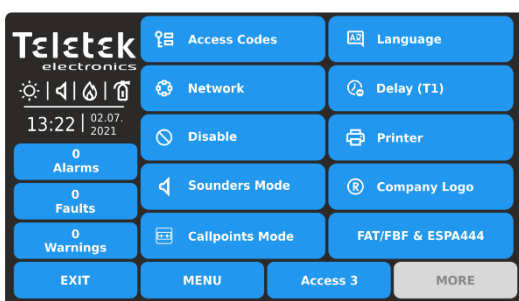 Teletek
electronics
13:22 | 02.07.
2021
0
Alarms
0
Faults
0
Warnings
Access Codes
Language
Network
Delay (T1)
Disable
Printer
Sounders Mode
® Company Logo
Callpoints Mode
FAT/FBF & ESPA444
EXIT
MENU
Access 3
MORE